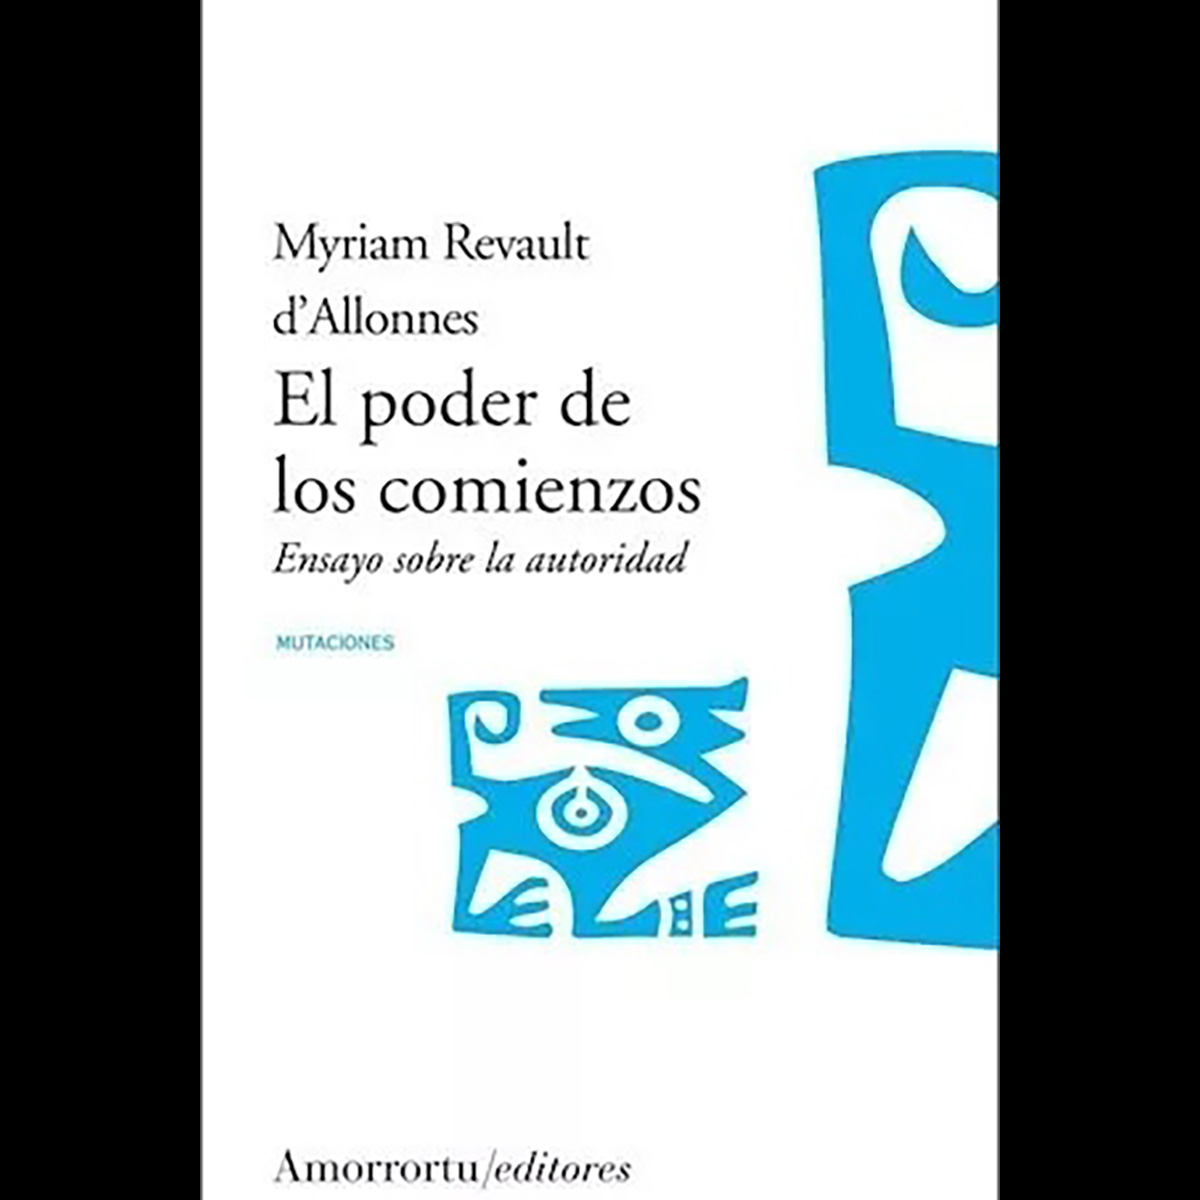 Myriam Revault
d’Allonnes
El poder de
los comienzos
Ensayo sobre la autoridad
MUTACIONES
Amorrortu/editores